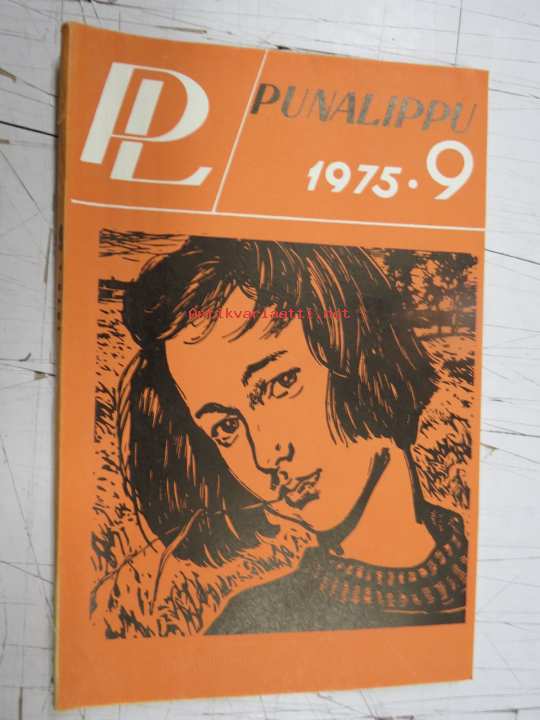 PL
PUNALIPPU
1975 · 9
antikvariaatti.net